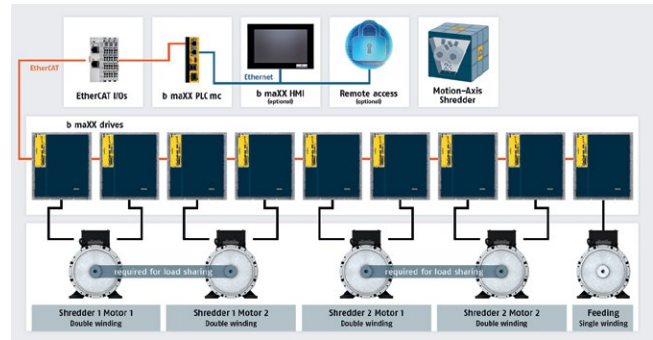 EtherCAT
EtherCAT I/Os
b maXX PLC mc
Ethernet
b maXX HMI
(optional)
Remote access
(optional)
Motion-Axis
Shredder
b maXX drives
required for load sharing
required for load sharing
Shredder 1 Motor 1
Double winding
Shredder 1 Motor 2
Double winding
Shredder 2 Motor 1
Double winding
Shredder 2 Motor 2
Double winding
Feeding
Single winding